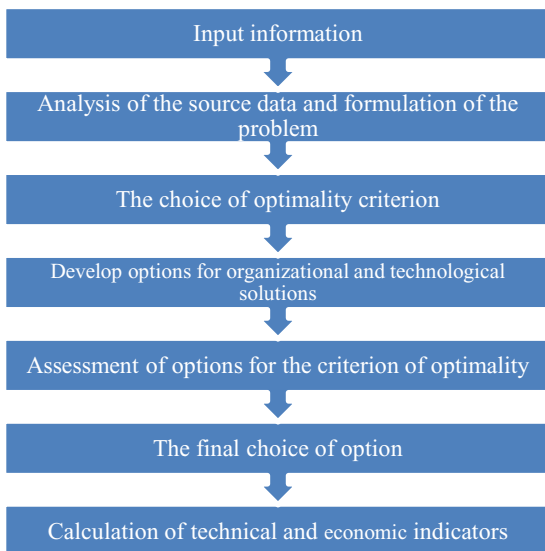 Input information
Analysis of the source data and formulation of the
problem
The choice of optimality criterion
Develop options for organizational and technological
solutions
Assessment of options for the criterion of optimality
The final choice of option
Calculation of technical and economic indicators